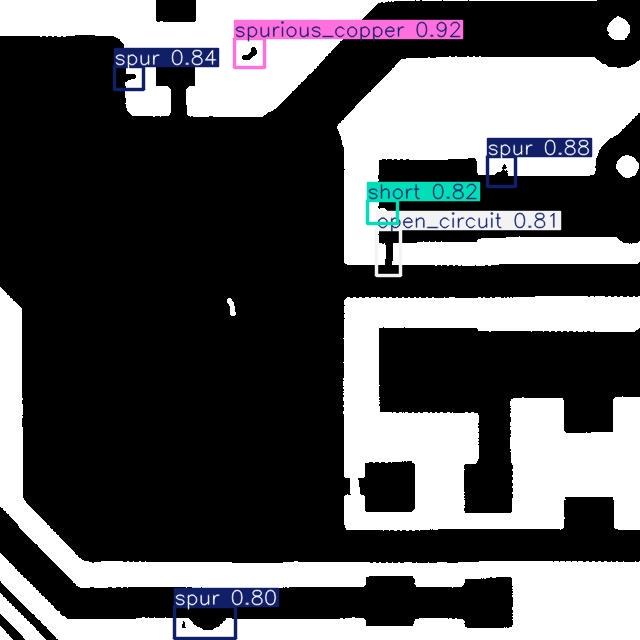 spurious_copper 0.92
spur 0.84
spur 0.88
short 0.82
open_circuit 0.81
spur 0.80